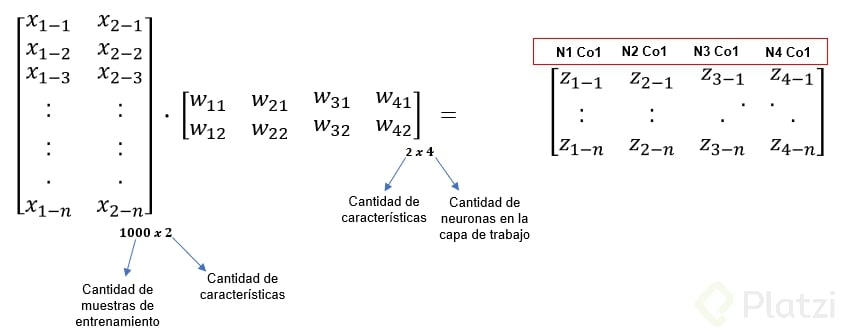 N1 Co1 N2 Co1 N3 Co1 N4 Co1
x₁₋₁ x₂₋₁
x₁₋₂ x₂₋₂
x₁₋₃ x₂₋₃
: :
: :
. .
x₁₋ₙ x₂₋ₙ
1000 x 2
.
w₁₁ w₂₁ w₃₁ w₄₁
w₁₂ w₂₂ w₃₂ w₄₂
2 x 4
=
z₁₋₁ z₂₋₁ z₃₋₁ z₄₋₁
: : . . .
z₁₋ₙ z₂₋ₙ z₃₋ₙ z₄₋ₙ
Cantidad de
características
Cantidad de
neuronas en la
capa de trabajo
Cantidad de
muestras de
entrenamiento
Cantidad de
características
Platzi